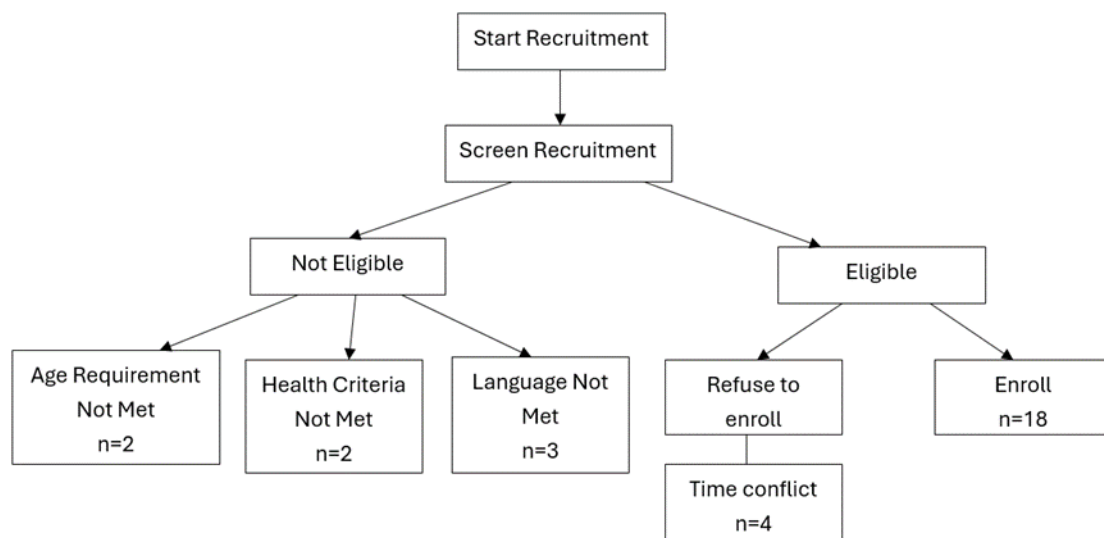 Start Recruitment
Screen Recruitment
Not Eligible
Eligible
Age Requirement
Not Met
n=2
Health Criteria
Not Met
n=2
Language Not
Met
n=3
Refuse to
enroll
Enroll
n=18
Time conflict
n=4